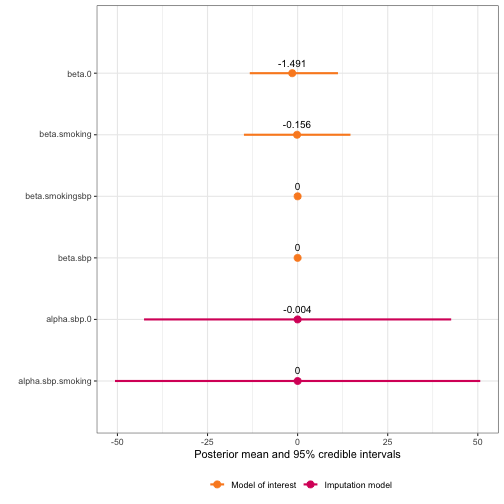 -1.491
beta.0
-0.156
beta.smoking
0
beta.smokingsbp
0
beta.sbp
-0.004
alpha.sbp.0
0
alpha.sbp.smoking
-50 -25 0 25 50
Posterior mean and 95% credible intervals
Model of interest Imputation model